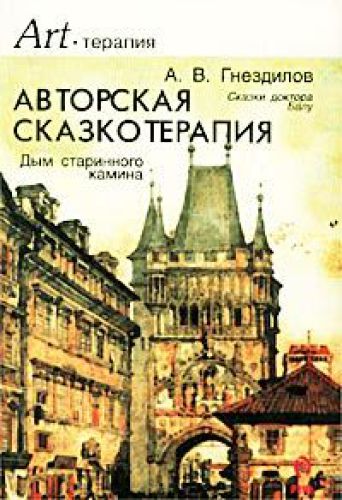 Art-терапия
А. В. Гнездилов
Сказки доктора
Балу
АВТОРСКАЯ
СКАЗКОТЕРАПИЯ
Дым старинного
камина